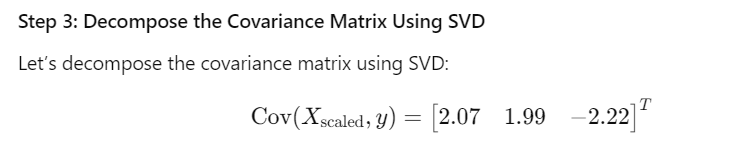 Step 3: Decompose the Covariance Matrix Using SVD
Let’s decompose the covariance matrix using SVD:
Cov(X_scaled, y) = [2.07 1.99 −2.22]^T